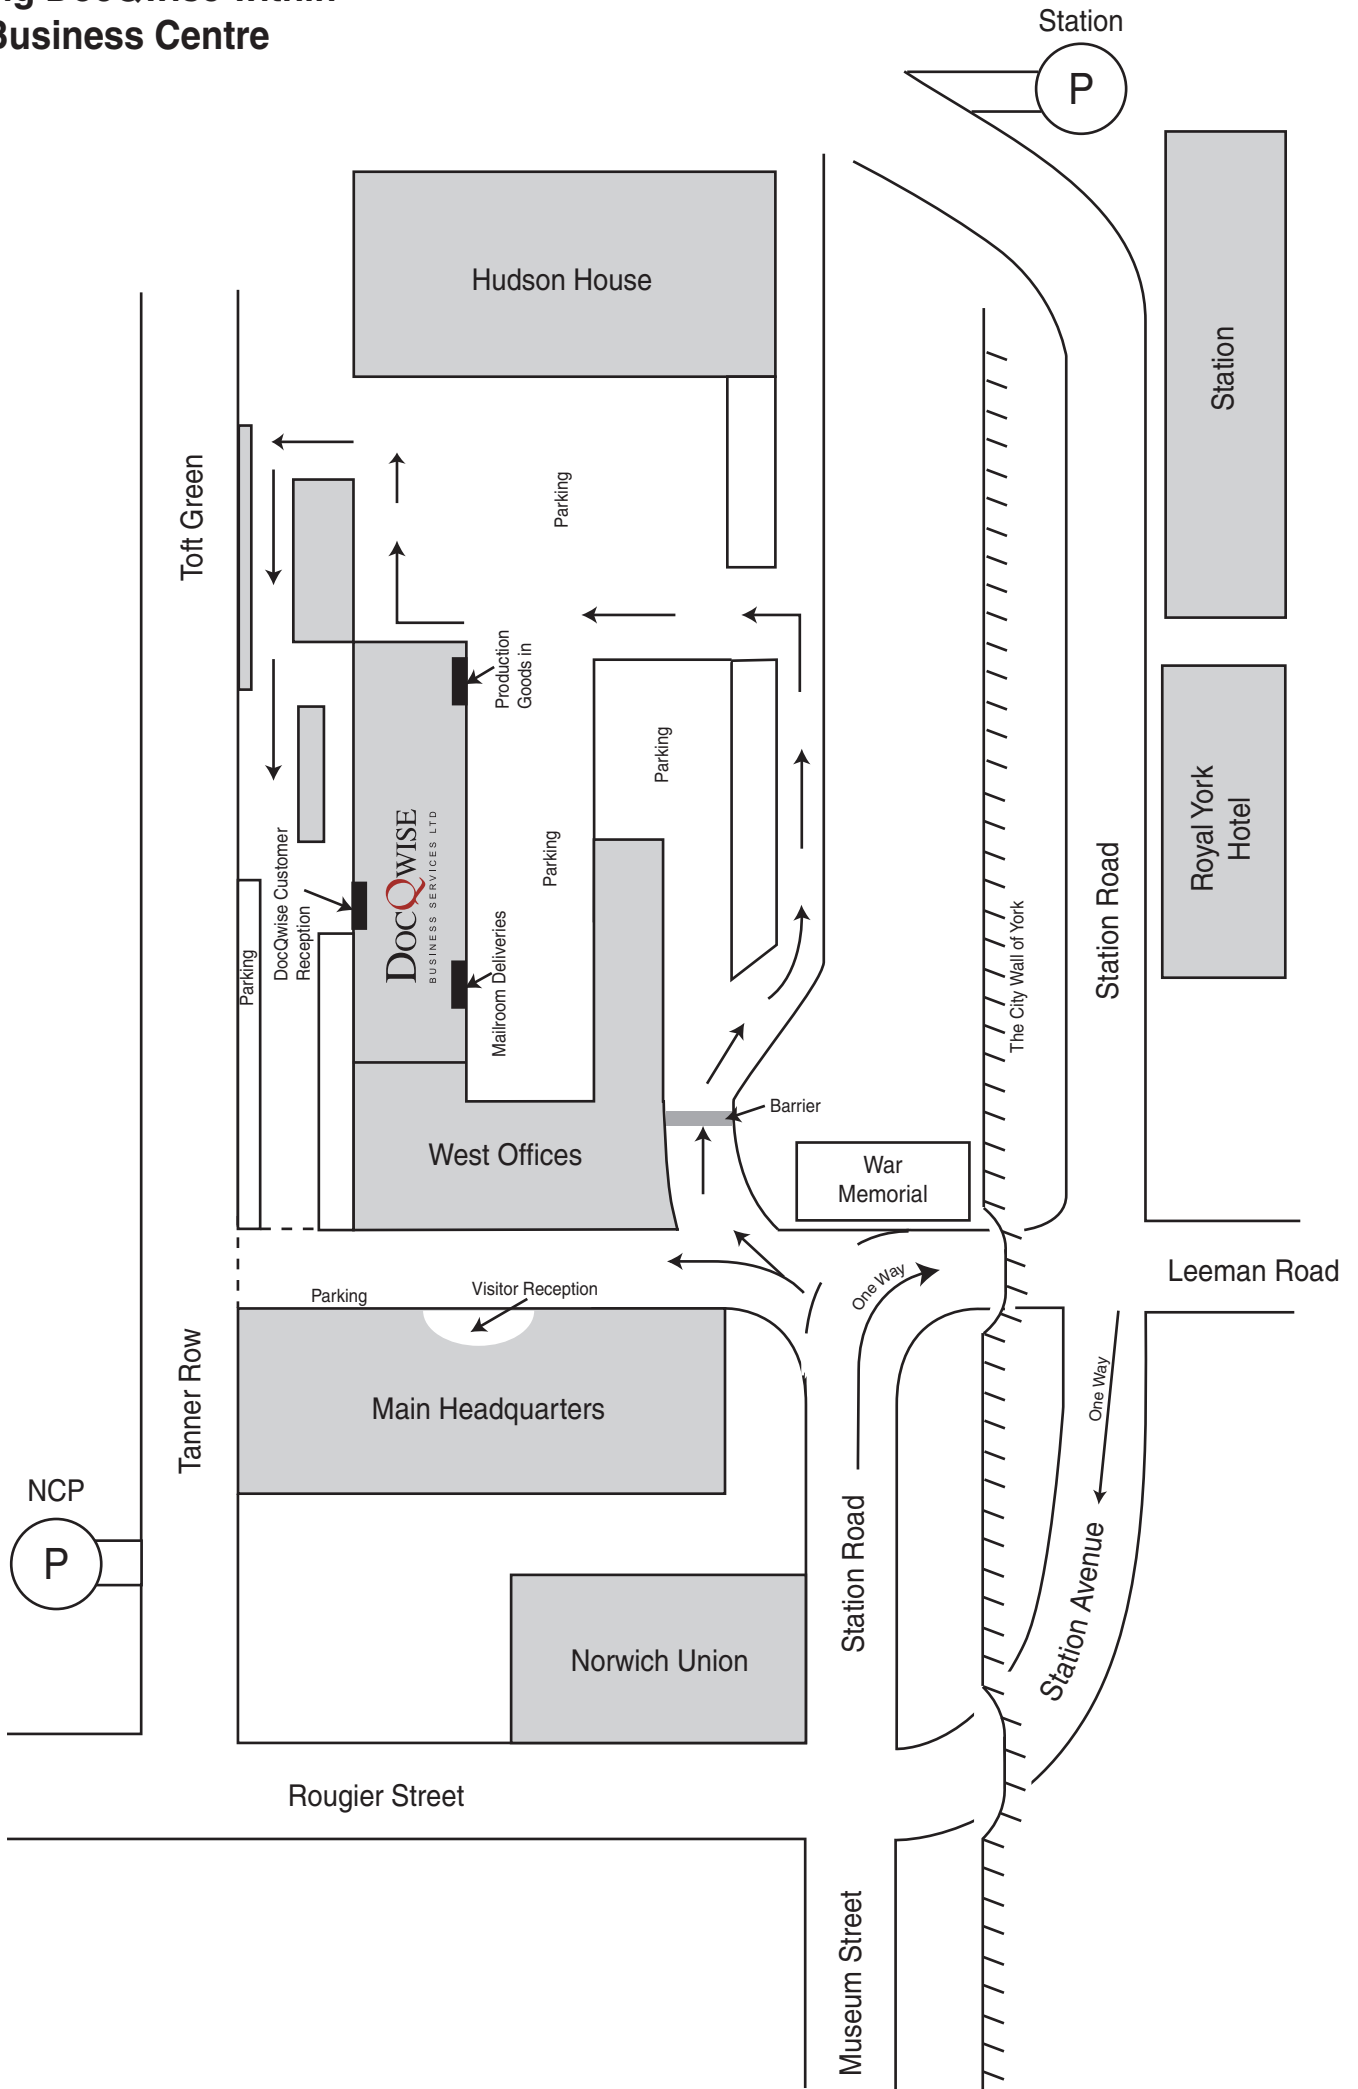 Business Centre
Station
P
Hudson House
Station
Toft Green
Parking
Production
Goods in
Parking
Parking
Royal York
Hotel
DocQwise Customer
Reception
DOCQWISE
BUSINESS SERVICES LTD
Mailroom Deliveries
Parking
The City Wall of York
Station Road
Barrier
War
Memorial
West Offices
Leeman Road
One Way
Parking
Visitor Reception
Main Headquarters
Tanner Row
One Way
NCP
P
Station Road
Station Avenue
Norwich Union
Rougier Street
Museum Street